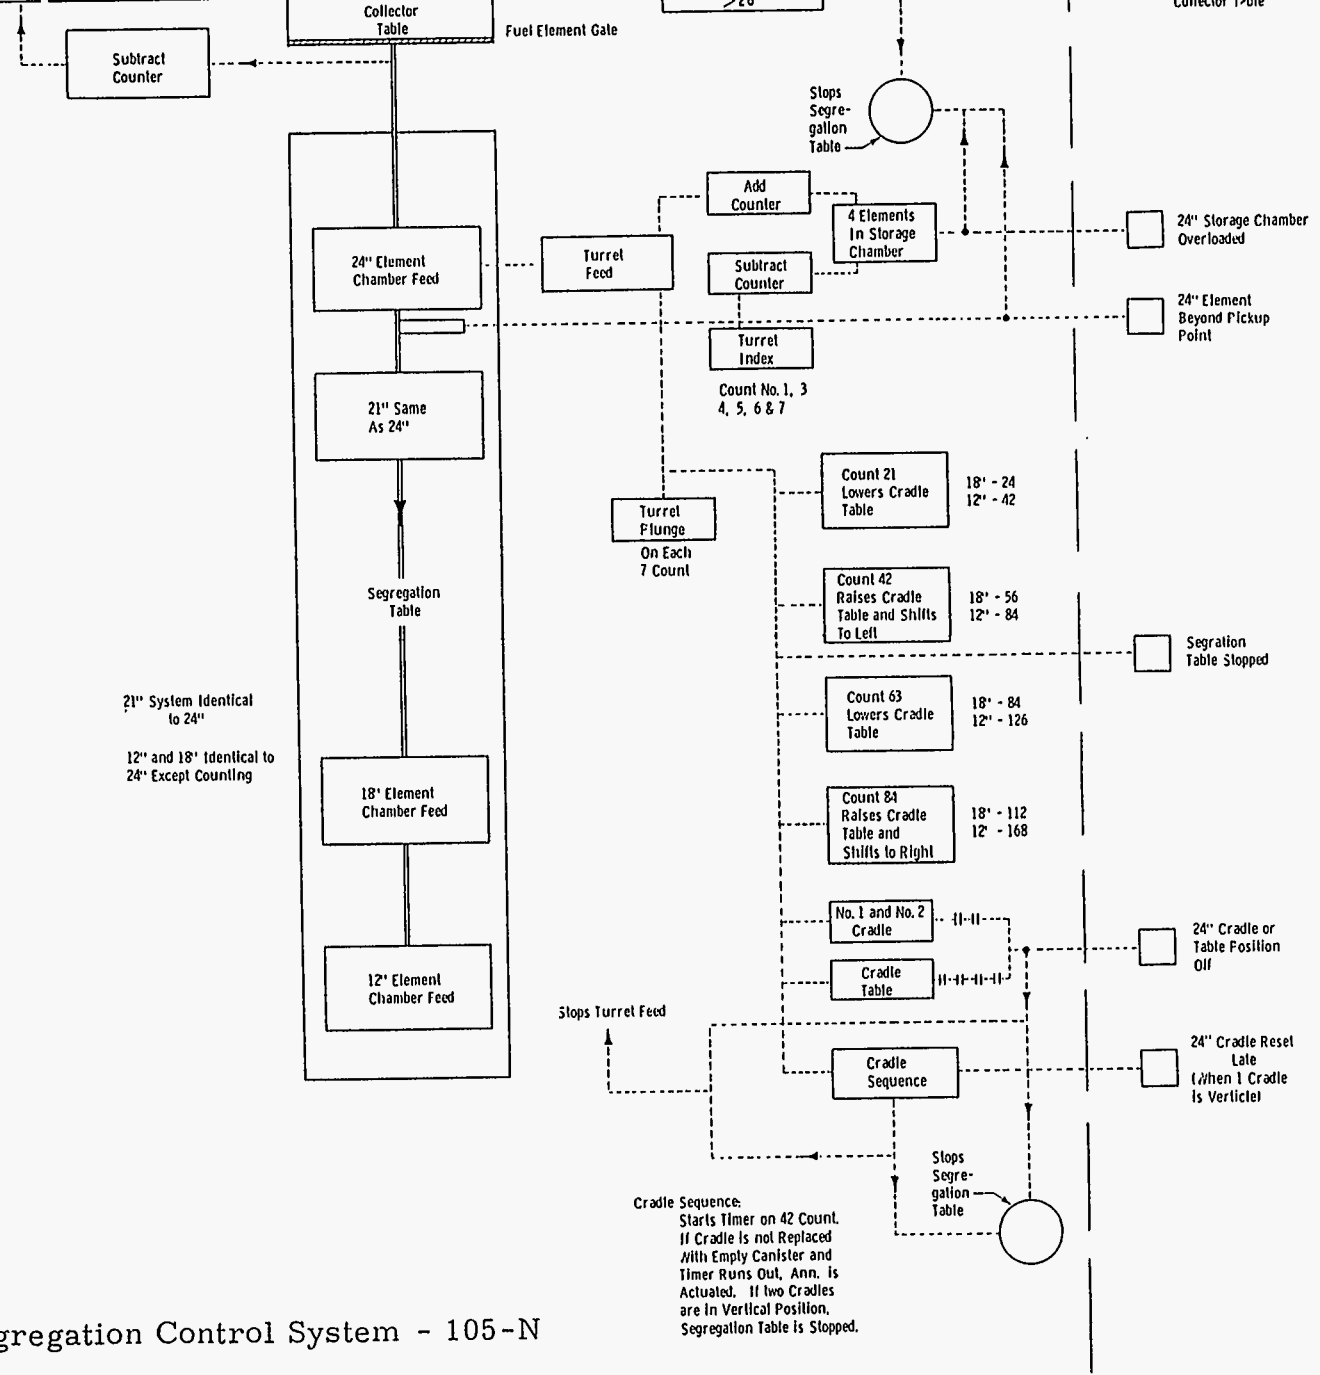 Collector
Table
Fuel Element Gate
Subtract
Counter
Stops
Segre-
gation
Table
Add
Counter
4 Elements
In Storage
Chamber
24" Storage Chamber
Overloaded
24" Element
Chamber Feed
Turret
Feed
Subtract
Counter
24" Element
Beyond Pickup
Point
Turret
Index
Count No. 1, 3
4, 5, 6 & 7
21" Same
As 24"
Count 21
Lowers Cradle
Table
18' - 24
12" - 42
Turret
Plunge
On Each
7 Count
Segregation
Table
Count 42
Raises Cradle
Table and Shifts
To Left
18" - 56
12" - 84
Segration
Table Stopped
21" System Identical
to 24"
12" and 18" Identical to
24" Except Counting
Count 63
Lowers Cradle
Table
18" - 84
12" - 126
18' Element
Chamber Feed
Count 84
Raises Cradle
Table and
Shifts to Right
18' - 112
12' - 168
No. 1 and No. 2
Cradle
24" Cradle or
Table Position
Off
Cradle
Table
12" Element
Chamber Feed
Stops Turret Feed
Cradle
Sequence
24" Cradle Reset
Late
(When 1 Cradle
Is Verticle)
Stops
Segre-
gation
Table
Cradle Sequence:
Starts Timer on 42 Count.
If Cradle is not Replaced
With Empty Canister and
Timer Runs Out, Ann. is
Actuated. If two Cradles
are in Vertical Position,
Segregation Table is Stopped.
gregation Control System - 105-N